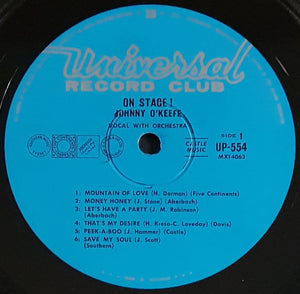 Universal
RECORD CLUB
ON STAGE!
JOHNNY O'KEEFE
VOCAL WITH ORCHESTRA
CASTLE MUSIC
SIDE 1
UP-554
MX14063
1: MOUNTAIN OF LOVE (H. Dorman) (Five Continents)
2: MONEY HONEY (J. Stone) (Aberbach)
3: LET'S HAVE A PARTY (J. M. Robinson)
(Aberbach)
4: THAT'S MY DESIRE (H. Kresa-C. Loveday) (Davis)
5: PEEK-A-BOO (J. Hammer) (Castle)
6: SAVE MY SOUL (J. Scott)
(Southern)